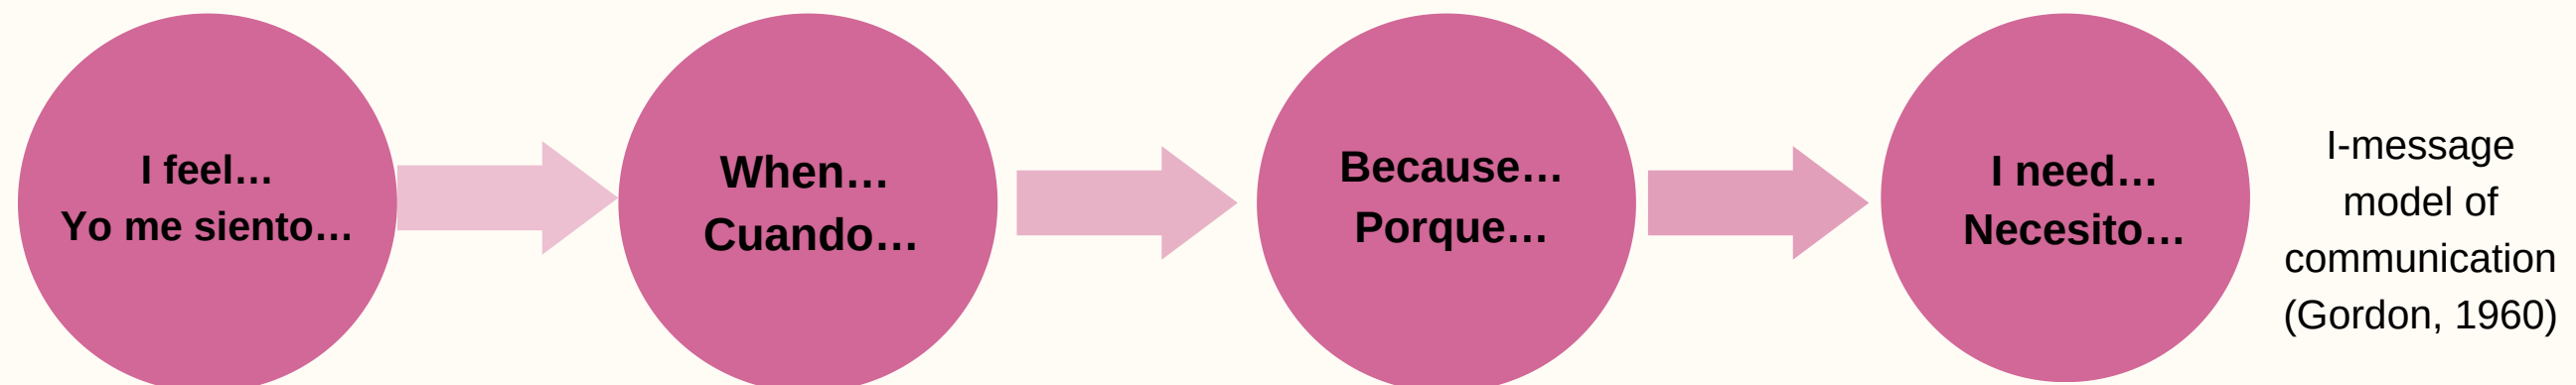 I feel…
Yo me siento…
When…
Cuando…
Because…
Porque…
I need…
Necesito…
I-message
model of
communication
(Gordon, 1960)